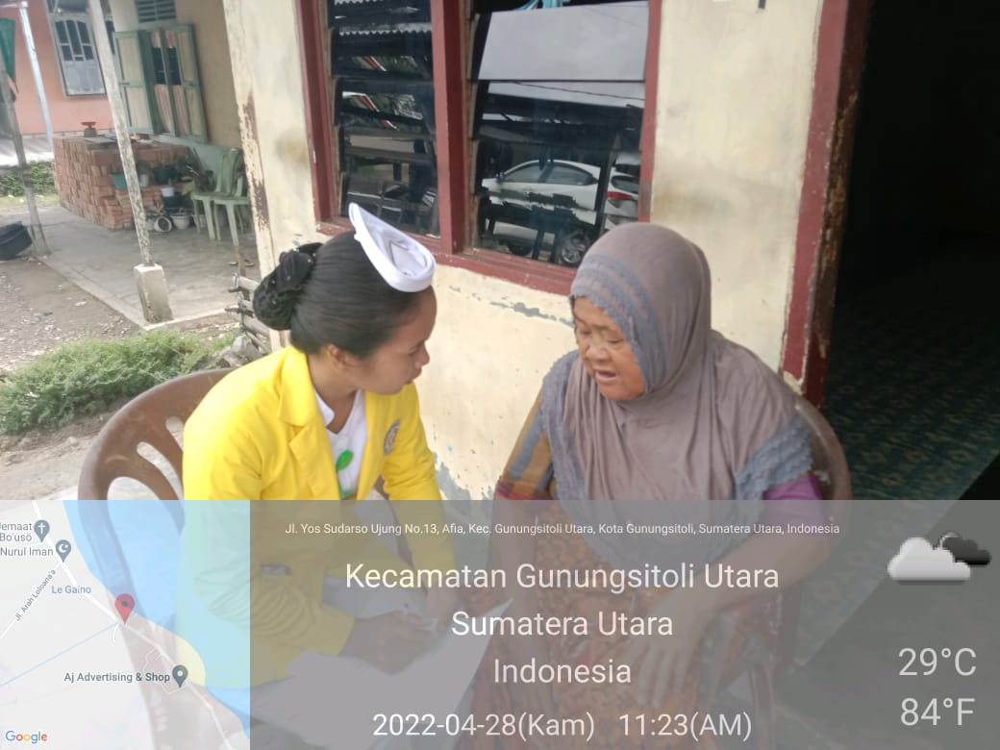 Jl. Yos Sudarso Ujung No.13, Afia, Kec. Gunungsitoli Utara, Kota Gunungsitoli, Sumatera Utara, Indonesia
Kecamatan Gunungsitoli Utara
Sumatera Utara
Indonesia
2022-04-28(Kam) 11:23(AM)
29°C
84°F
Jemaat
Bo'usö
Nurul Iman
Le Gaino
Jl. Arah Loloana'a
Aj Advertising & Shop
Google